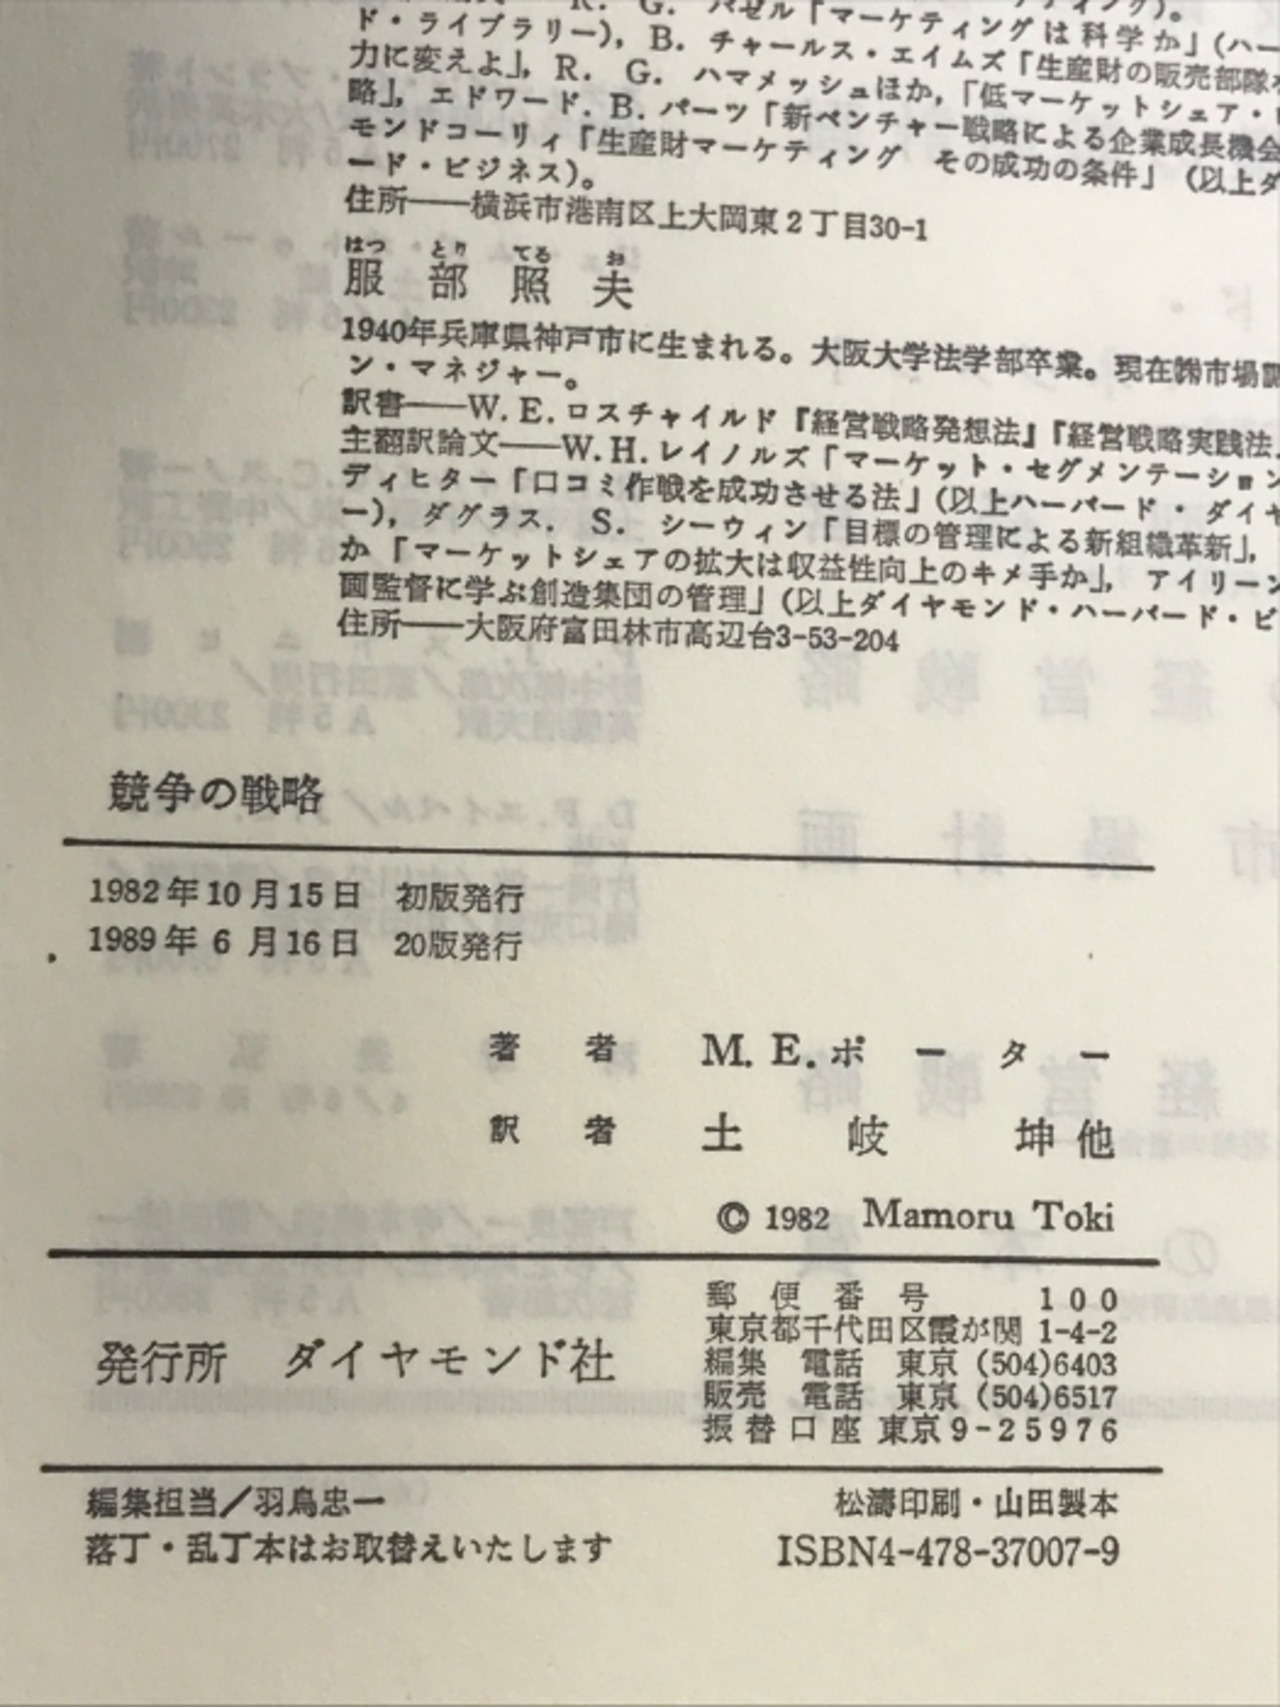 R. G. バゼル「マーケティングは科学か」(ハー
ド・ライブラリー), B. チャールス・エイムズ「生産財の販売部隊を
力に変えよ」, R. G. ハマメッシュほか,「低マーケットシェア・
略」, エドワード. B. パーツ「新ベンチャー戦略による企業成長機会
モンドコーリィ「生産財マーケティング その成功の条件」(以上ダ
ード・ビジネス)。
住所――横浜市港南区上大岡東2丁目30-1
はつ とり てる お
服部照夫
1940年兵庫県神戸市に生まれる。大阪大学法学部卒業。現在㈱市場調
ン・マネジャー。
訳書――W. E. ロスチャイルド『経営戦略発想法』『経営戦略実践法』
主翻訳論文――W. H. レイノルズ「マーケット・セグメンテーション
ディヒター「口コミ作戦を成功させる法」(以上ハーバード・ダイヤ
ー), ダグラス. S. シーウィン「目標の管理による新組織革新」,
か「マーケットシェアの拡大は収益性向上のキメ手か」, アイリーン
画監督に学ぶ創造集団の管理」(以上ダイヤモンド・ハーバード・ビ
住所――大阪府富田林市高辺台3-53-204
競争の戦略
1982年10月15日 初版発行
1989年 6 月16日 20版発行
著者 M. E. ポーター
訳者 土岐坤他
© 1982 Mamoru Toki
発行所 ダイヤモンド社
郵便番号 100
東京都千代田区霞が関 1-4-2
編集 電話 東京 (504)6403
販売 電話 東京 (504)6517
振替口座 東京 9-25976
編集担当/羽鳥忠一 松濤印刷・山田製本
落丁・乱丁本はお取替えいたします ISBN4-478-37007-9